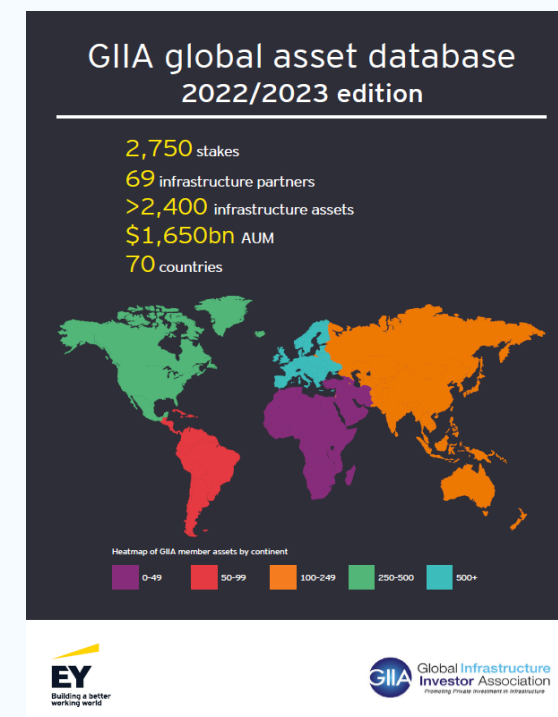 GIIA global asset database
2022/2023 edition
2,750 stakes
69 infrastructure partners
>2,400 infrastructure assets
$1,650bn AUM
70 countries
Heatmap of GIIA member assets by continent
0-49
50-99
100-249
250-500
500+
EY
Building a better
working world
GIIA
Global Infrastructure
Investor Association
Promoting Private Investment in Infrastructure